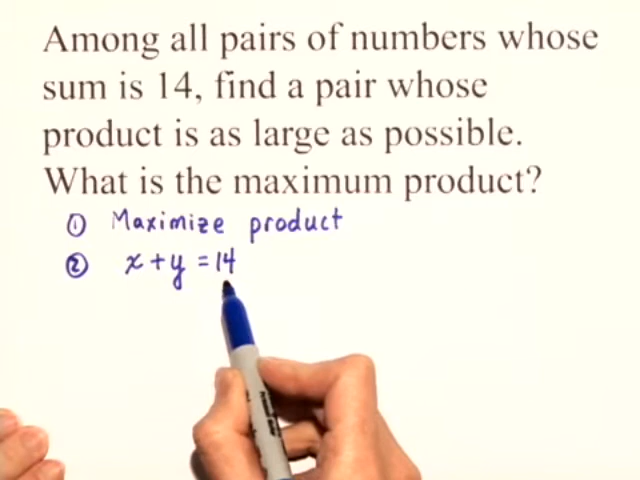 Among all pairs of numbers whose
sum is 14, find a pair whose
product is as large as possible.
What is the maximum product?
① Maximize product
② x + y = 14